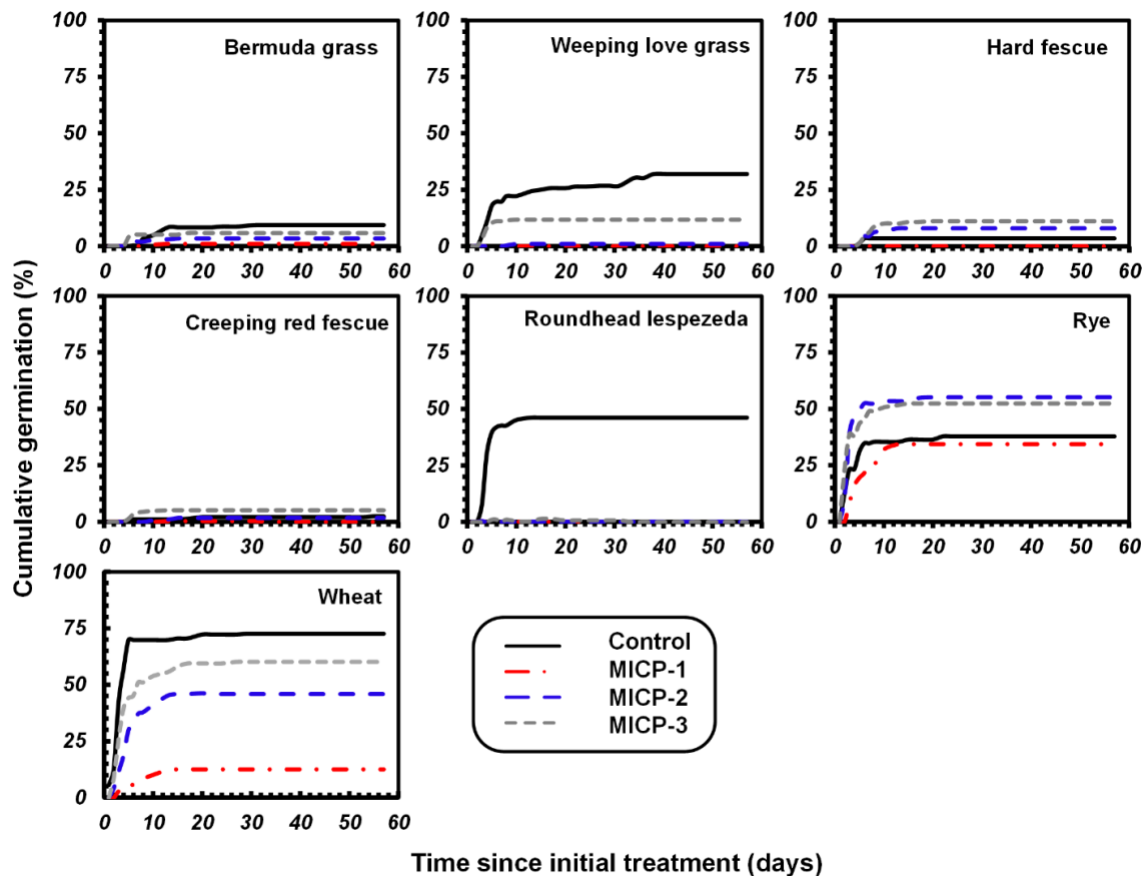 100
75
50
25
0
0 10 20 30 40 50 60
Bermuda grass
100
75
50
25
0
0 10 20 30 40 50 60
Weeping love grass
100
75
50
25
0
0 10 20 30 40 50 60
Hard fescue
Cumulative germination (%)
100
75
50
25
0
0 10 20 30 40 50 60
Creeping red fescue
100
75
50
25
0
0 10 20 30 40 50 60
Roundhead lespezeda
100
75
50
25
0
0 10 20 30 40 50 60
Rye
100
75
50
25
0
0 10 20 30 40 50 60
Wheat
Control
MICP-1
MICP-2
MICP-3
Time since initial treatment (days)